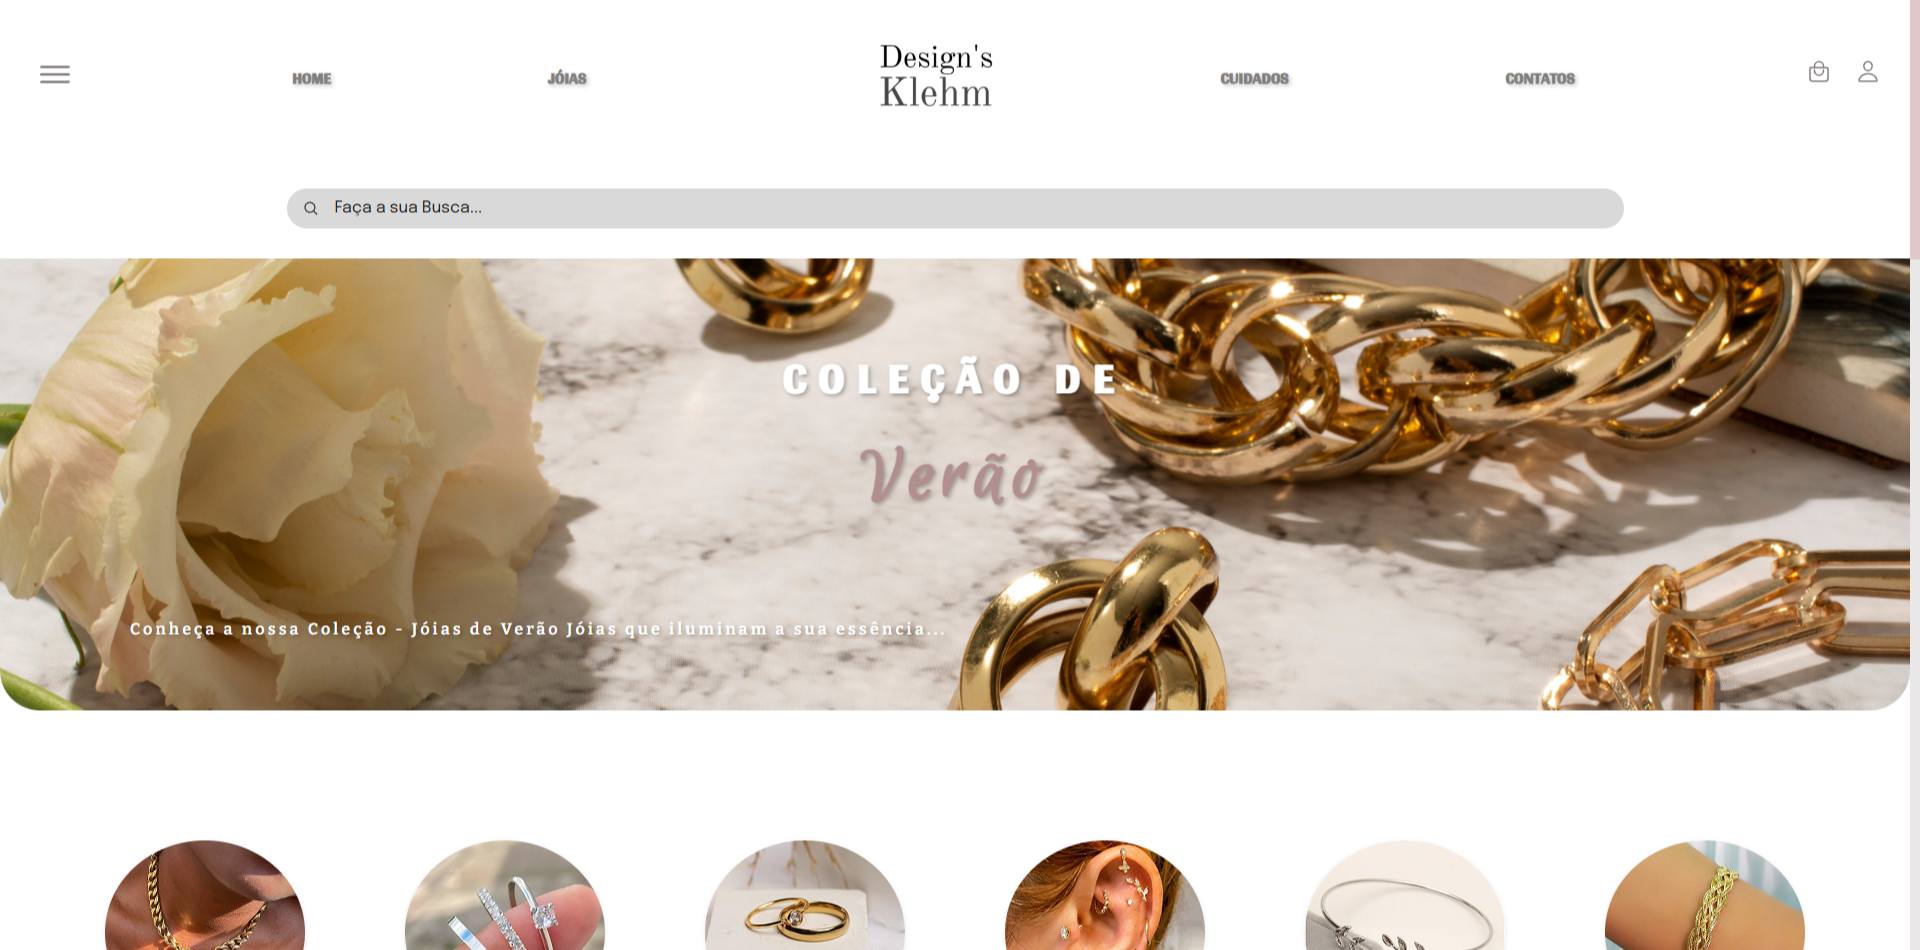 HOME
JÓIAS
Design's
Klehm
CUIDADOS
CONTATOS
Faça a sua Busca...
COLEÇÃO DE
Verão
Conheça a nossa Coleção - Jóias de Verão Jóias que iluminam a sua essência...